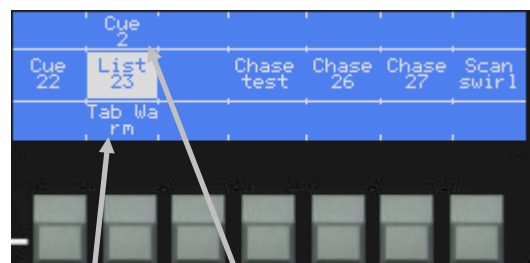 Cue
2
Cue List Chase Chase Chase Scan
22 23 test 26 27 swirl
Tab Wa
rm